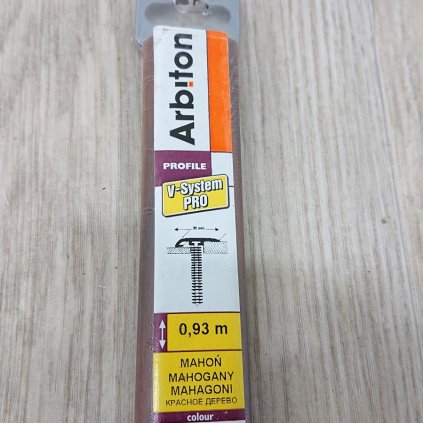 Arbiton
PROFILE
V-System
PRO
0,93 m
MAHOŃ
MAHOGANY
MAHAGONI
КРАСНОЕ ДЕРЕВО
colour